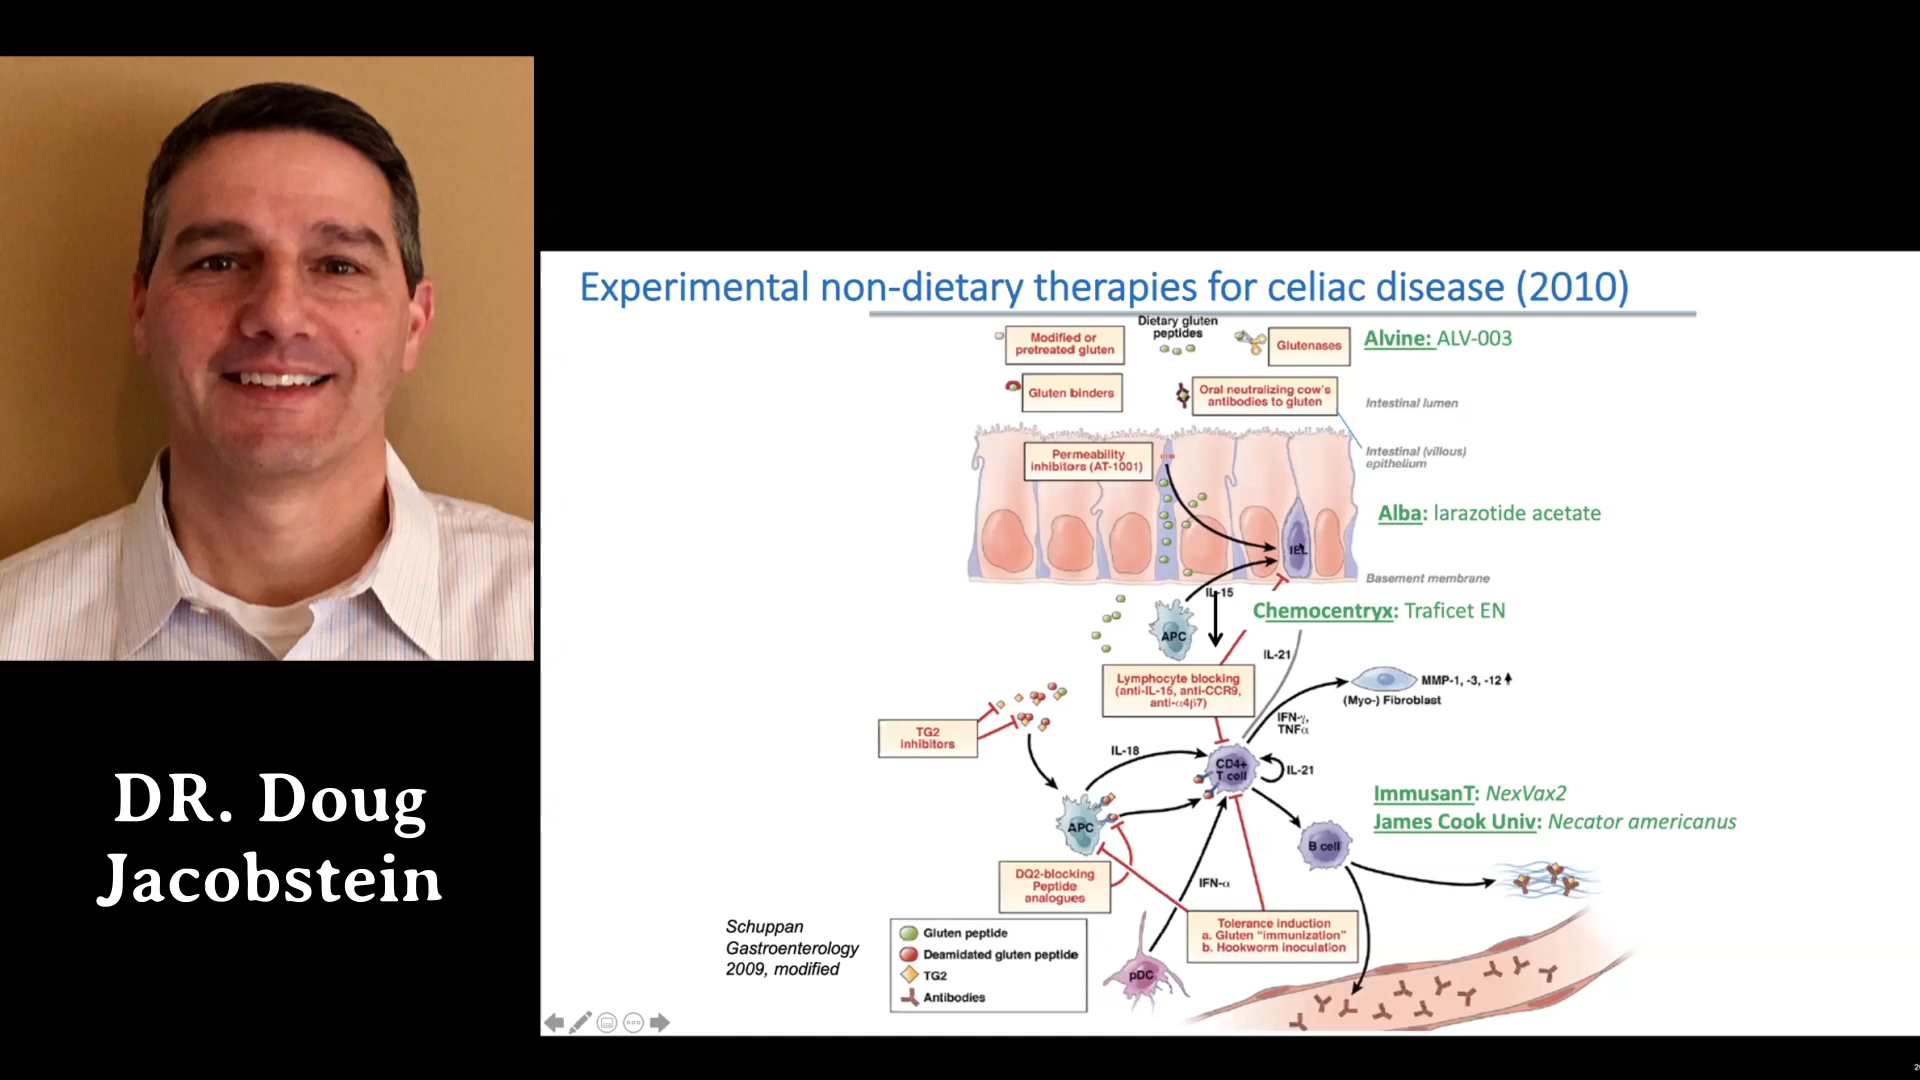 DR. Doug
Jacobstein
Experimental non-dietary therapies for celiac disease (2010)
Modified or
pretreated gluten
Dietary gluten
peptides
Glutenases
Alvine: ALV-003
Gluten binders
Oral neutralizing cow's
antibodies to gluten
Intestinal lumen
Permeability
inhibitors (AT-1001)
Intestinal (villous)
epithelium
Alba: larazotide acetate
IEL
Basement membrane
IL-15
APC
Chemocentryx: Traficet EN
IL-21
Lymphocyte blocking
(anti-IL-15, anti-CCR9,
anti-α4β7)
MMP-1, -3, -12
(Myo-) Fibroblast
IFN-γ,
TNFα
TG2
inhibitors
IL-18
CD4+
T cell
IL-21
ImmusanT: NexVax2
James Cook Univ: Necator americanus
APC
B cell
DQ2-blocking
Peptide
analogues
IFN-α
Tolerance induction
a. Gluten "immunization"
b. Hookworm inoculation
Schuppan
Gastroenterology
2009, modified
Gluten peptide
Deamidated gluten peptide
TG2
Antibodies
pDC